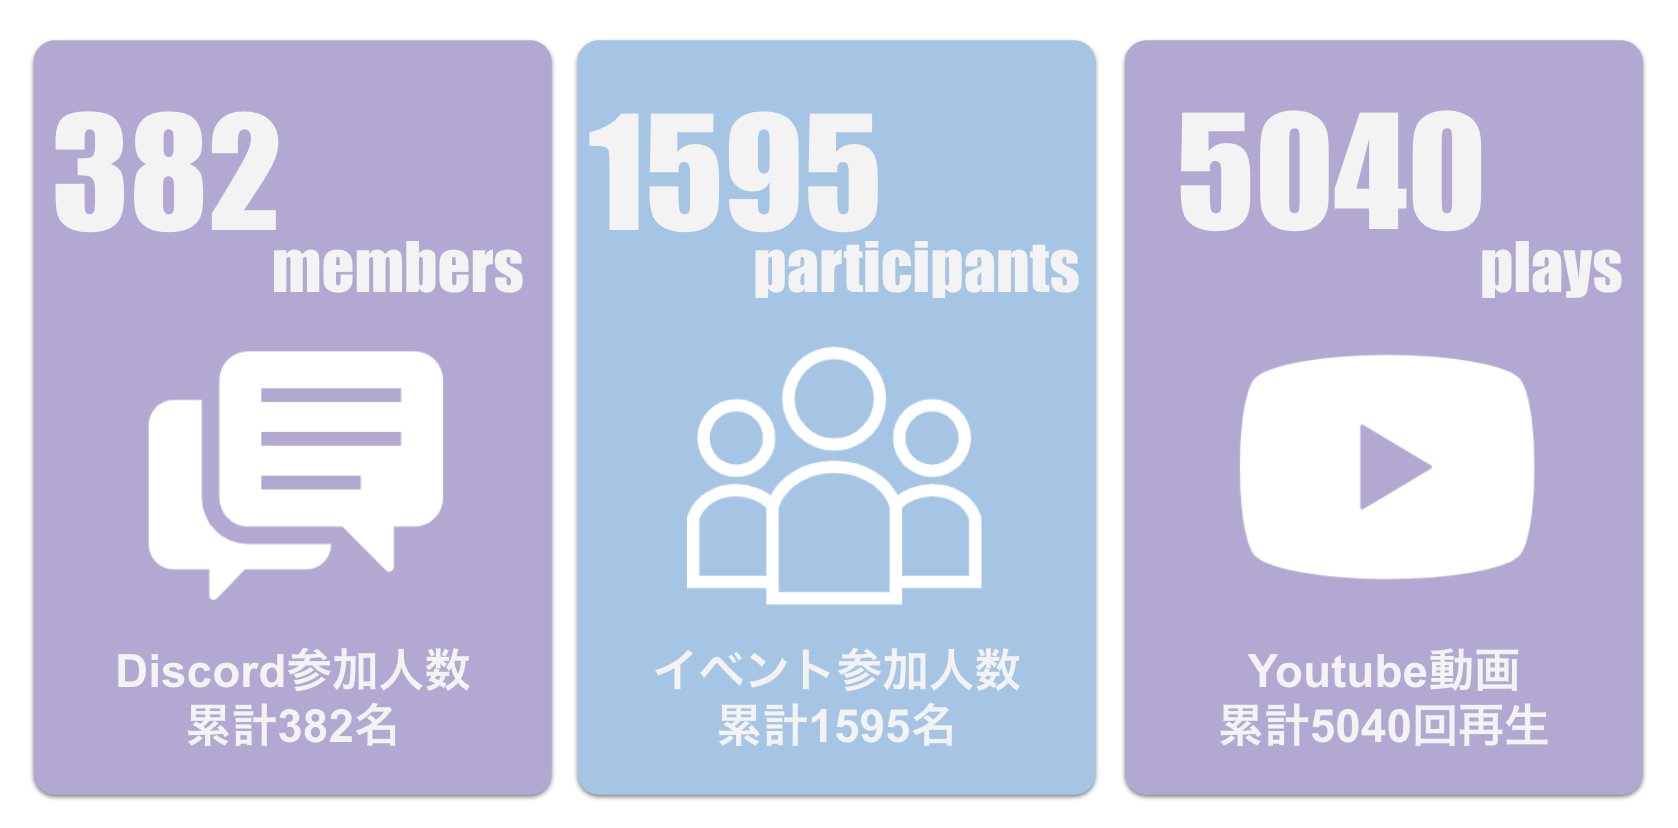 382
members
Discord参加人数
累計382名
1595
participants
イベント参加人数
累計1595名
5040
plays
Youtube動画
累計5040回再生